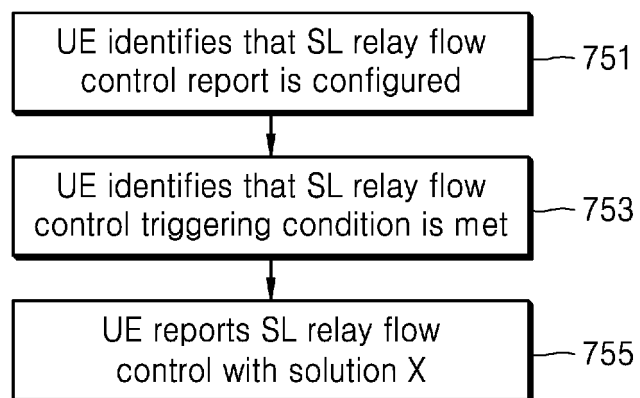 UE identifies that SL relay flow
control report is configured
751
UE identifies that SL relay flow
control triggering condition is met
753
UE reports SL relay flow
control with solution X
755